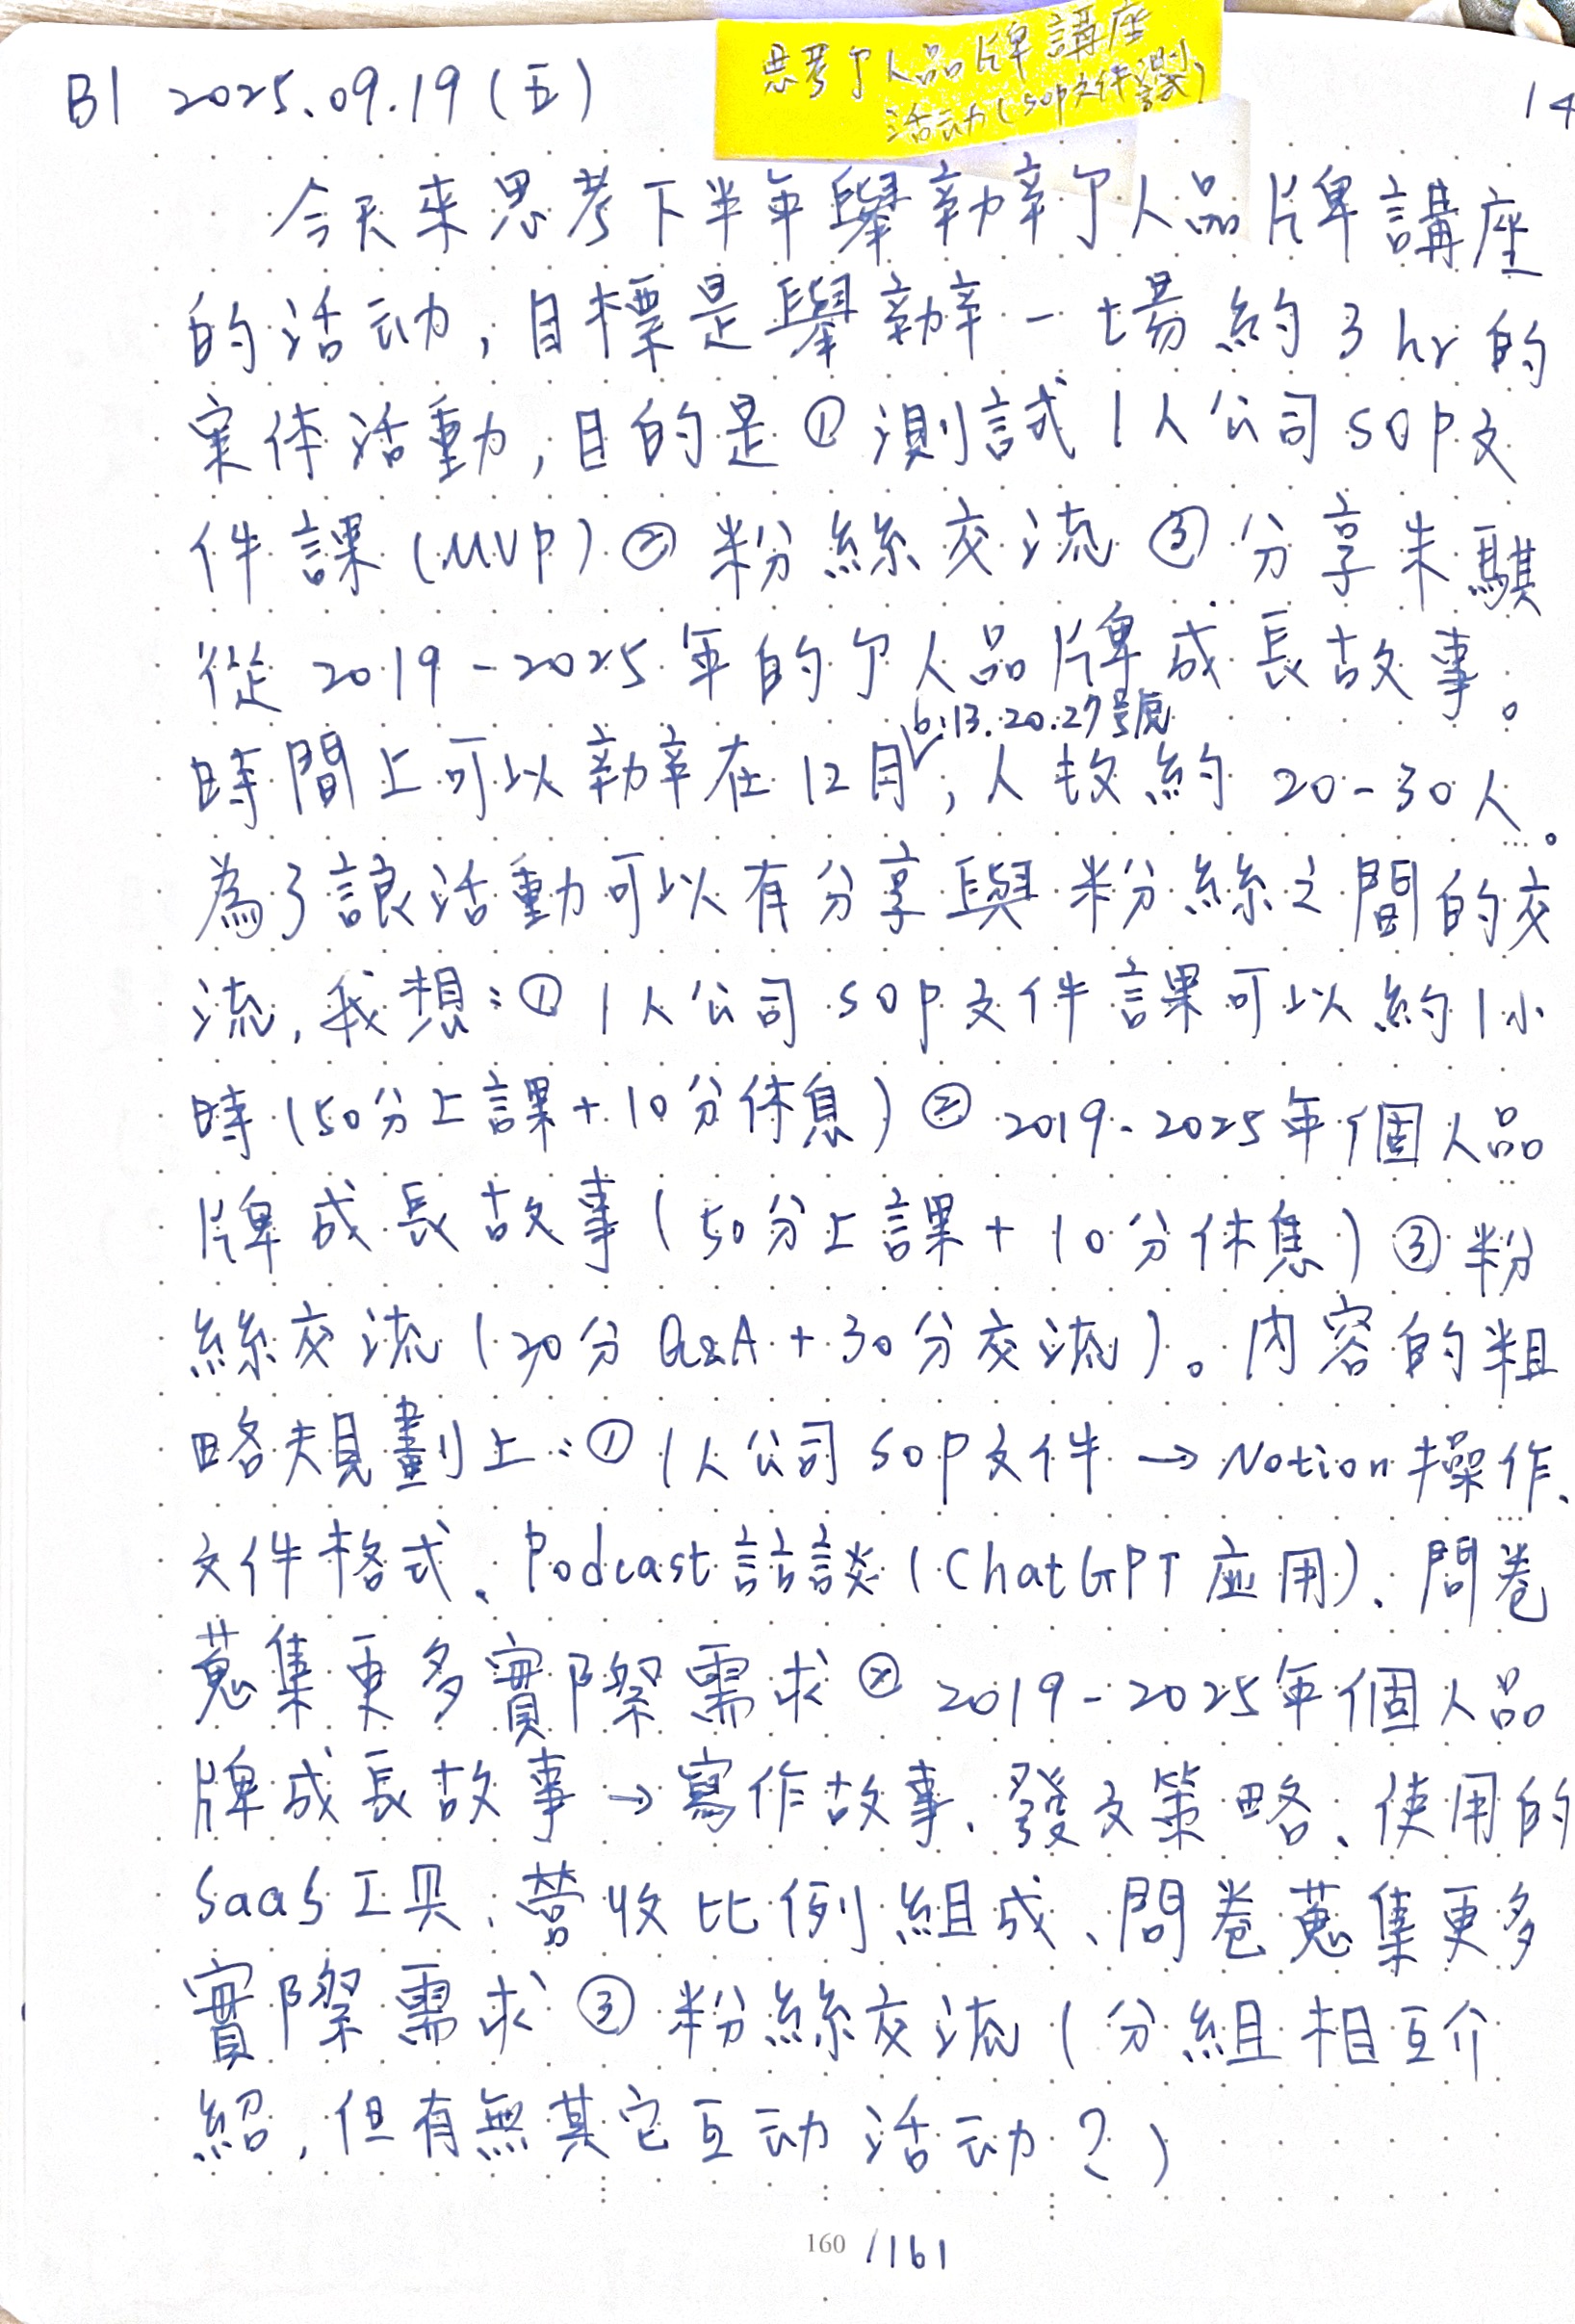 思考个人品牌講座
活动(SOP文件課)
B1 2025.09.19(五)
14
今天來思考下半年舉辦个人品牌講座
的活动,目標是舉辦一場約3hr的
實体活動,目的是①測試1人公司SOP文
件課(MVP)②粉絲交流③分享朱騏
從2019-2025年的个人品牌成長故事。
6.13.20.27號
時間上可以辦在12月,人数約20-30人。
為了讓活動可以有分享與粉絲之間的交
流,我想:①1人公司SOP文件課可以約1小
時(50分上課+10分休息)②2019-2025年個人品
牌成長故事(50分上課+10分休息)③粉
絲交流(30分Q&A+30分交流)。內容的粗
略規劃上:①1人公司SOP文件→Notion操作、
文件格式、Podcast訪談(ChatGPT应用)、問卷
蒐集更多實際需求②2019-2025年個人品
牌成長故事→寫作故事、發文策略、使用的
SaaS工具、營收比例組成、問卷蒐集更多
實際需求③粉絲交流(分組相互介
紹,但有無其它互动活动?)
160/161